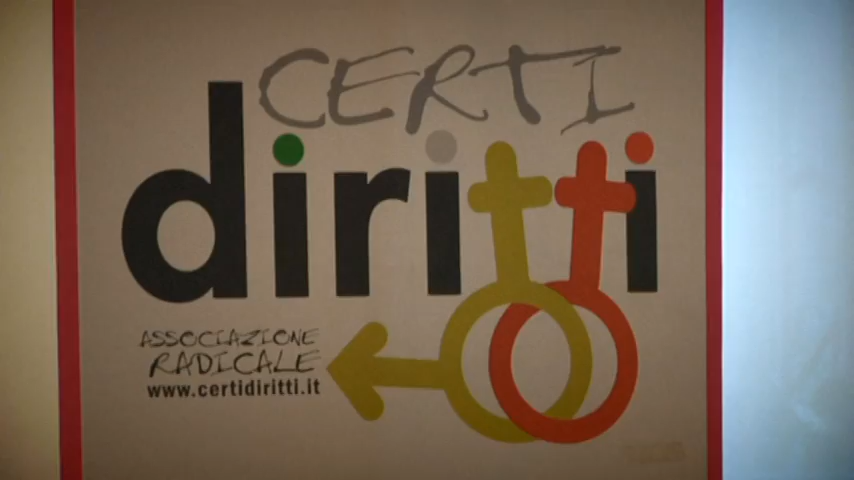 CERTI
diritti
ASSOCIAZIONE
RADICALE
www.certidiritti.it